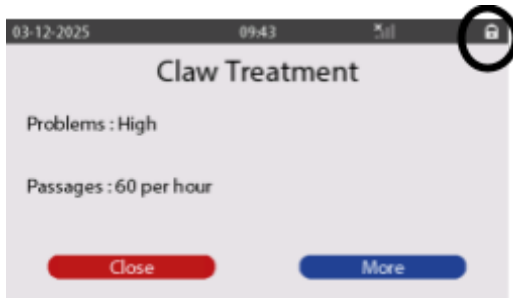 03-12-2025 09:43
Claw Treatment
Problems : High
Passages : 60 per hour
Close More